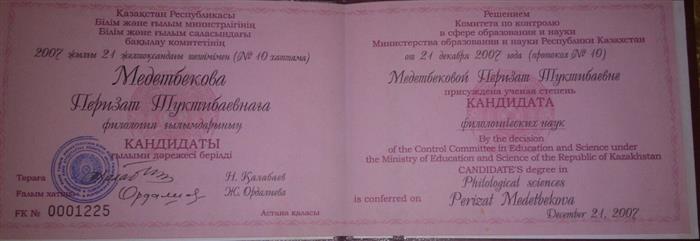 Қазақстан Республикасы
Білім және ғылым министрлігінің
Білім және ғылым саласындағы
бақылау комитетінің
2007 жылғы 21 желтоқсандағы шешімімен (№ 10 хаттама)
Медетбекова
Перизат Туктибаевнаға
филология ғылымдарының
КАНДИДАТЫ
ғылыми дәрежесі берілді
Төраға
Н. Қалабаев
Ғалым хатшы
Ж. Ордалиева
FK № 0001225
Астана қаласы
Решением
Комитета по контролю
в сфере образования и науки
Министерства образования и науки Республики Казахстан
от 21 декабря 2007 года (протокол № 10)
Медетбековой Перизат Туктибаевне
присуждена ученая степень
КАНДИДАТА
филологических наук
By the decision
of the Control Committee in Education and Science under
the Ministry of Education and Science of the Republic of Kazakhstan
CANDIDATE'S degree in
Philological sciences
is conferred on Perizat Medetbekova
December 21, 2007